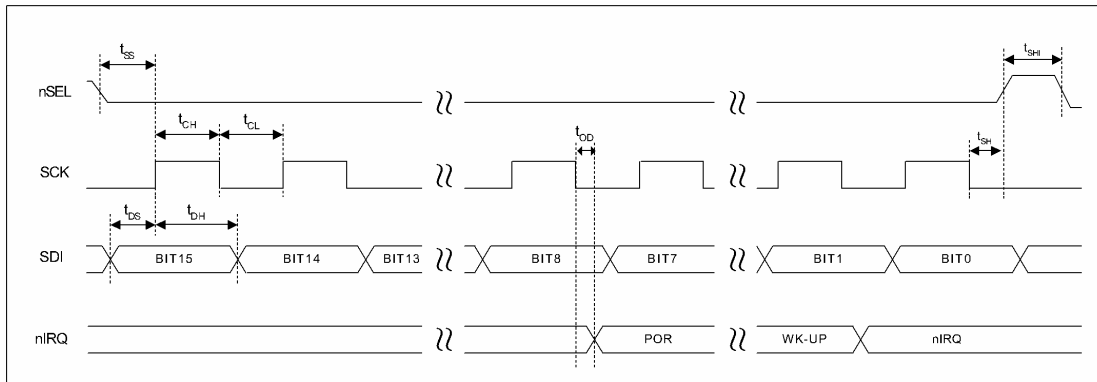 tSS
tSHI
nSEL
tCH
tCL
tOD
tSH
SCK
tDS
tDH
SDI
BIT15
BIT14
BIT13
BIT8
BIT7
BIT1
BIT0
nIRQ
POR
WK-UP
nIRQ